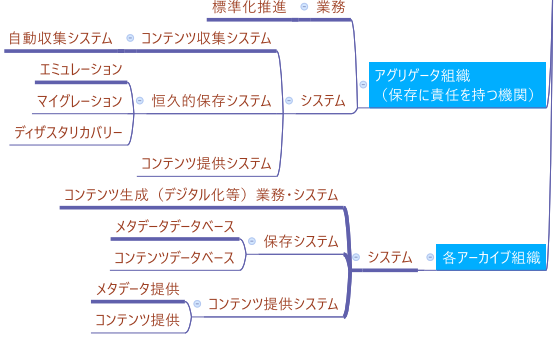 標準化推進
業務
自動収集システム
コンテンツ収集システム
エミュレーション
アグリゲータ組織
（保存に責任を持つ機関）
マイグレーション
恒久的保存システム
システム
ディザスタリカバリー
コンテンツ提供システム
コンテンツ生成（デジタル化等）業務・システム
メタデータデータベース
保存システム
コンテンツデータベース
システム
各アーカイブ組織
メタデータ提供
コンテンツ提供システム
コンテンツ提供